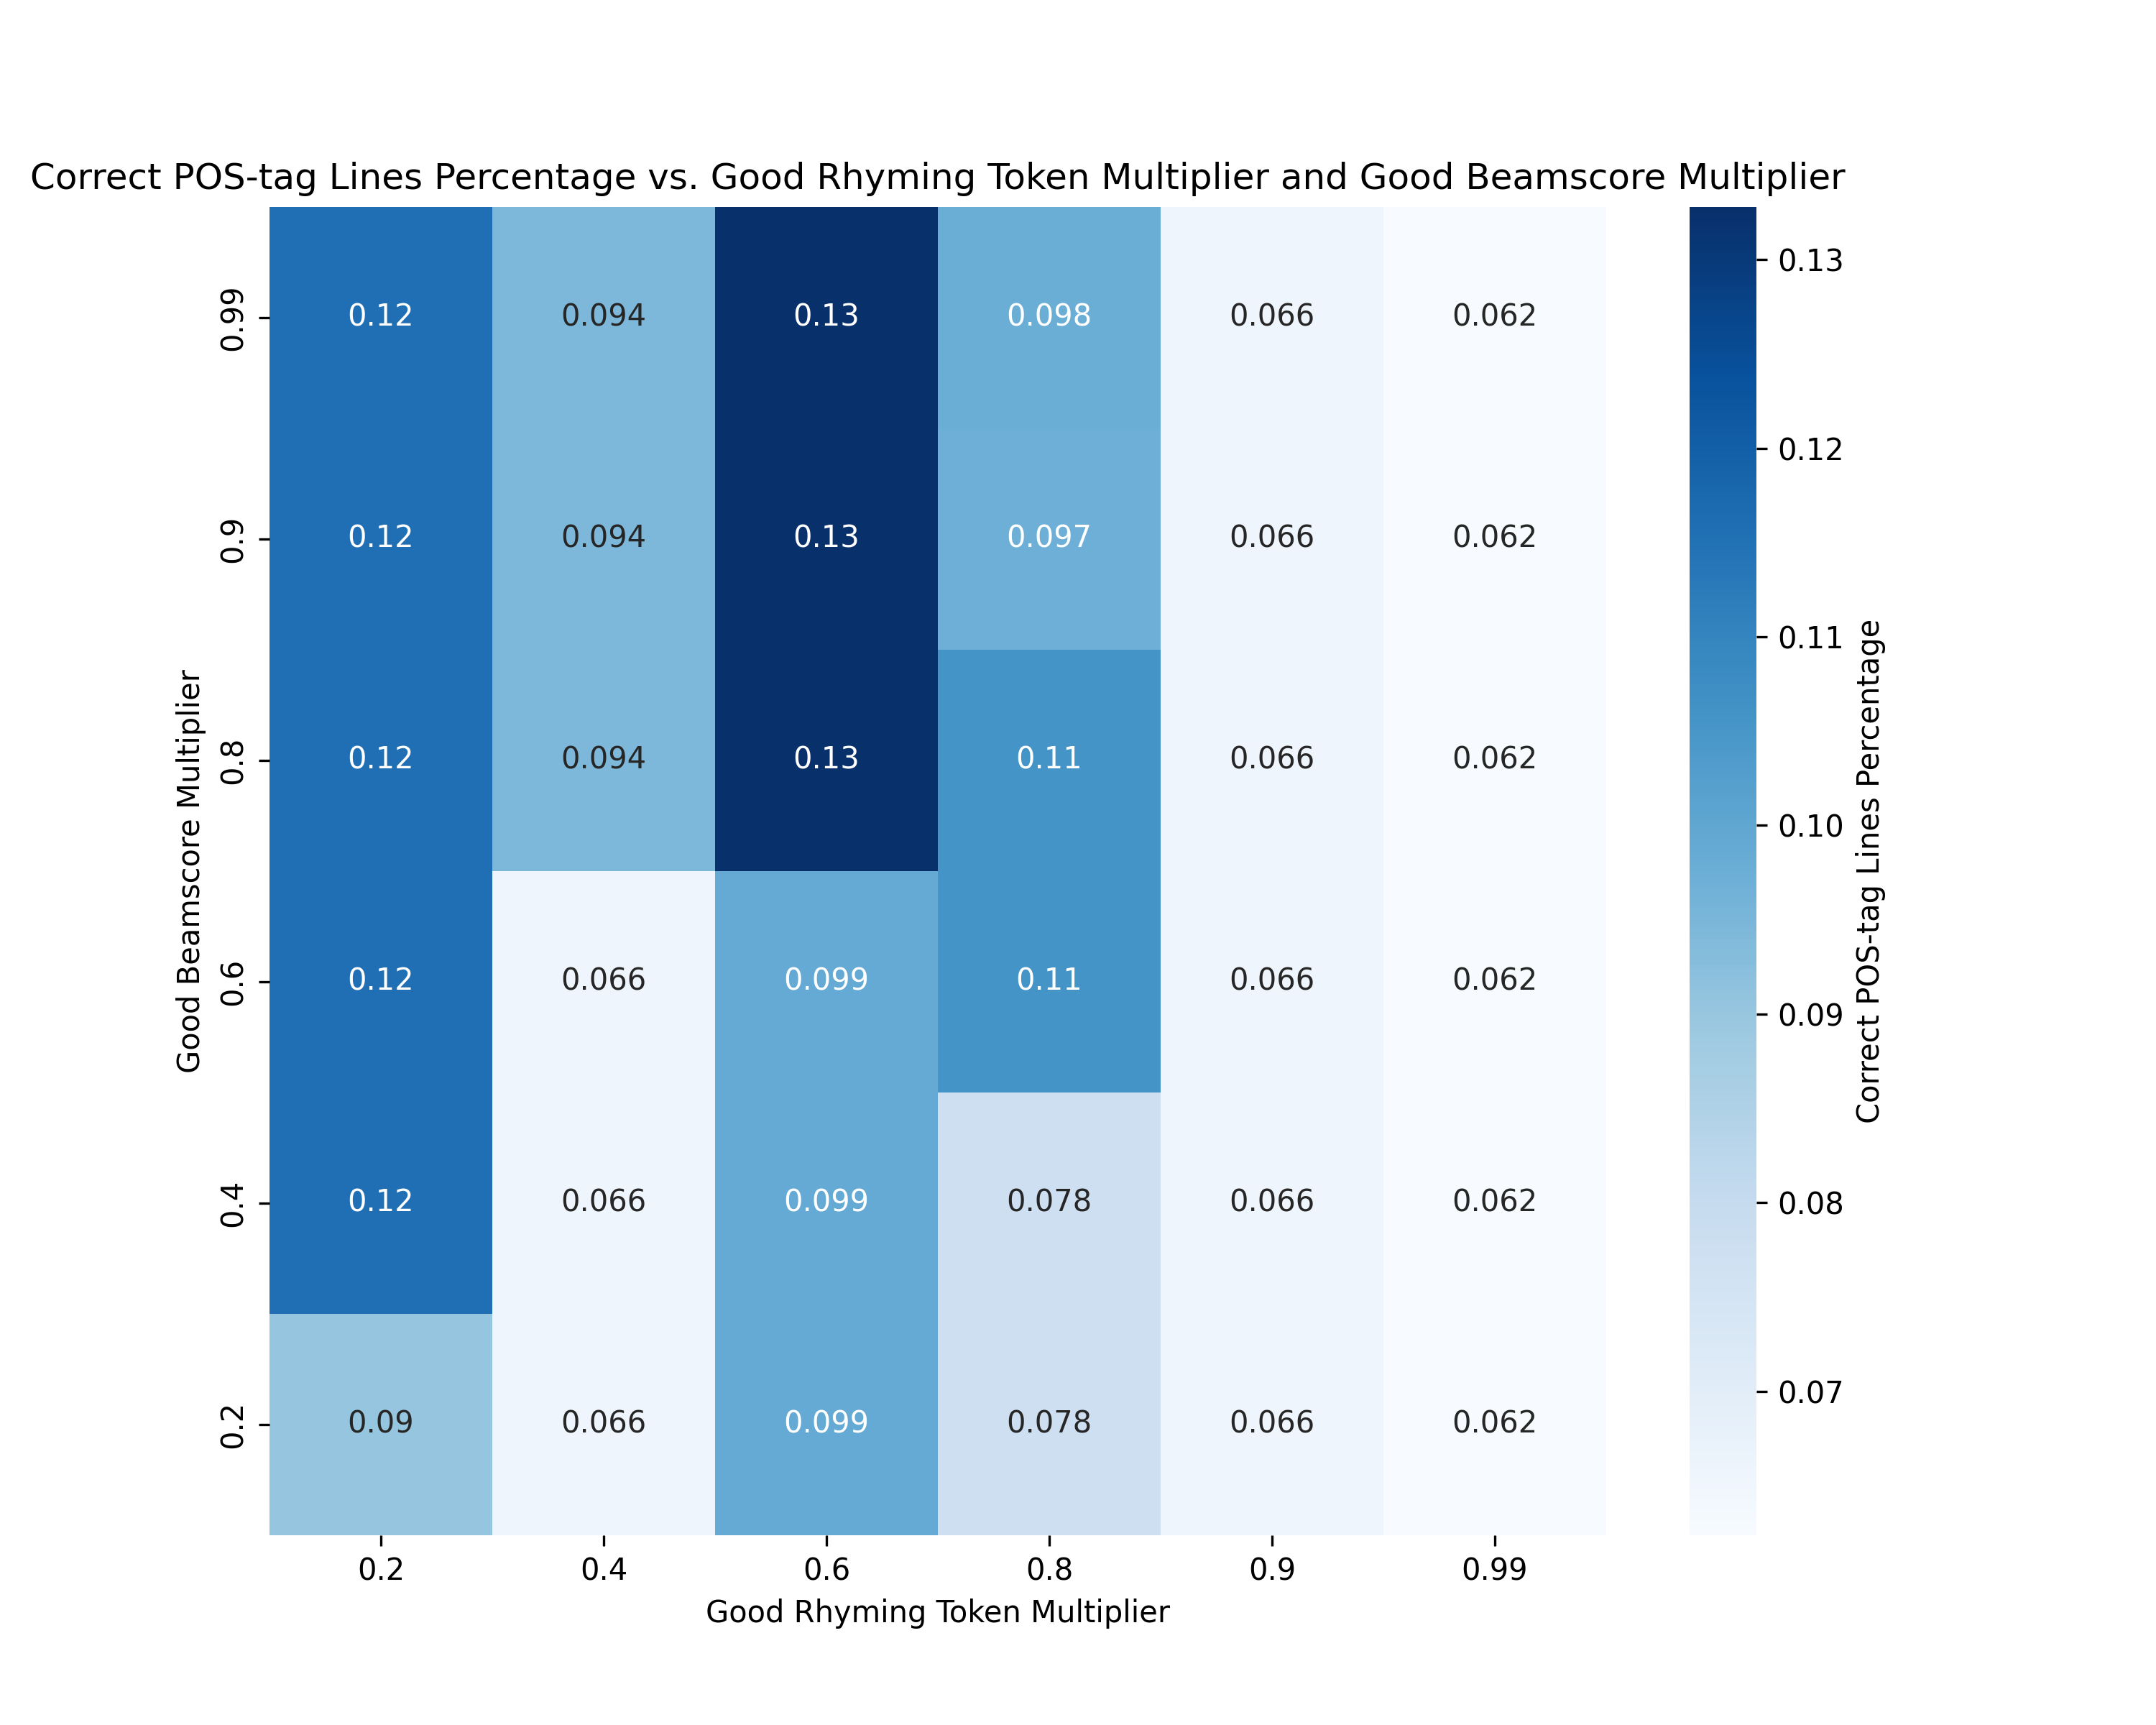 Correct POS-tag Lines Percentage vs. Good Rhyming Token Multiplier and Good Beamscore Multiplier
Good Beamscore Multiplier
0.99 0.12 0.094 0.13 0.098 0.066 0.062
0.9 0.12 0.094 0.13 0.097 0.066 0.062
0.8 0.12 0.094 0.13 0.11 0.066 0.062
0.6 0.12 0.066 0.099 0.11 0.066 0.062
0.4 0.12 0.066 0.099 0.078 0.066 0.062
0.2 0.09 0.066 0.099 0.078 0.066 0.062
0.2 0.4 0.6 0.8 0.9 0.99
Good Rhyming Token Multiplier
0.13
0.12
0.11
0.10
0.09
0.08
0.07
Correct POS-tag Lines Percentage